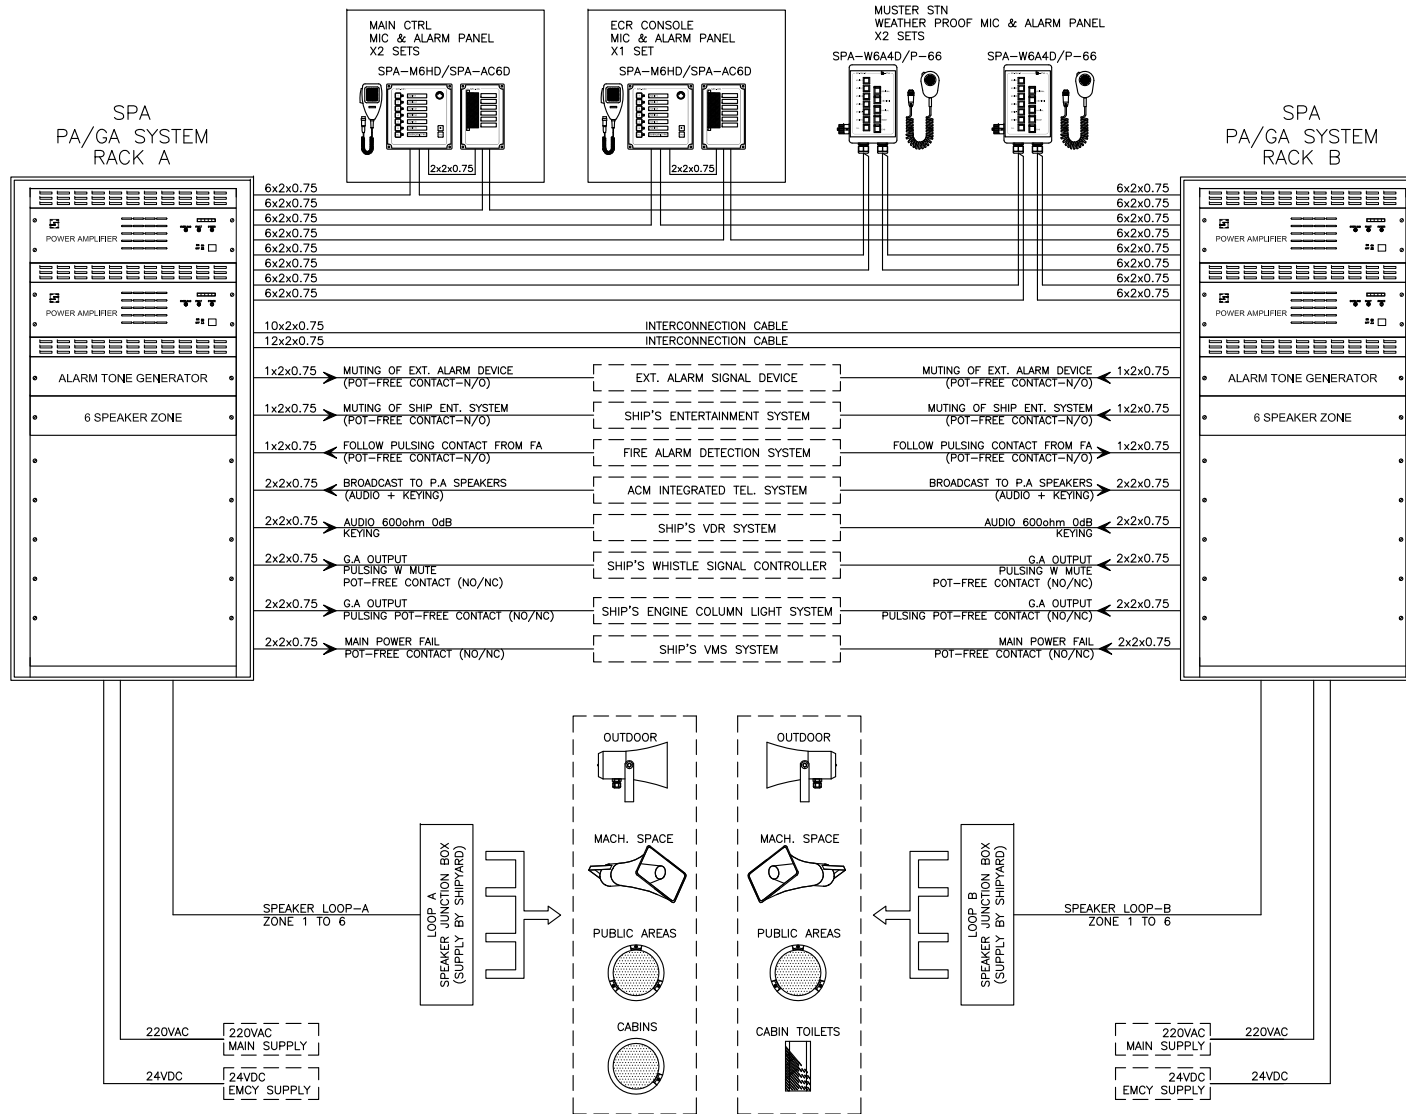 MAIN CTRL
MIC & ALARM PANEL
X2 SETS
SPA-M6HD/SPA-AC6D
2x2x0.75
ECR CONSOLE
MIC & ALARM PANEL
X1 SET
SPA-M6HD/SPA-AC6D
2x2x0.75
MUSTER STN
WEATHER PROOF MIC & ALARM PANEL
X2 SETS
SPA-W6A4D/P-66
SPA-W6A4D/P-66
SPA
PA/GA SYSTEM
RACK A
POWER AMPLIFIER
POWER AMPLIFIER
ALARM TONE GENERATOR
6 SPEAKER ZONE
SPA
PA/GA SYSTEM
RACK B
POWER AMPLIFIER
POWER AMPLIFIER
ALARM TONE GENERATOR
6 SPEAKER ZONE
6x2x0.75 6x2x0.75
6x2x0.75 6x2x0.75
6x2x0.75 6x2x0.75
6x2x0.75 6x2x0.75
6x2x0.75 6x2x0.75
6x2x0.75 6x2x0.75
6x2x0.75 6x2x0.75
6x2x0.75 6x2x0.75
10x2x0.75 INTERCONNECTION CABLE
12x2x0.75 INTERCONNECTION CABLE
1x2x0.75 MUTING OF EXT. ALARM DEVICE
(POT-FREE CONTACT-N/O)
EXT. ALARM SIGNAL DEVICE
MUTING OF EXT. ALARM DEVICE 1x2x0.75
(POT-FREE CONTACT-N/O)
1x2x0.75 MUTING OF SHIP ENT. SYSTEM
(POT-FREE CONTACT-N/O)
SHIP'S ENTERTAINMENT SYSTEM
MUTING OF SHIP ENT. SYSTEM 1x2x0.75
(POT-FREE CONTACT-N/O)
1x2x0.75 FOLLOW PULSING CONTACT FROM FA
(POT-FREE CONTACT-N/O)
FIRE ALARM DETECTION SYSTEM
FOLLOW PULSING CONTACT FROM FA 1x2x0.75
(POT-FREE CONTACT-N/O)
2x2x0.75 BROADCAST TO P.A SPEAKERS
(AUDIO + KEYING)
ACM INTEGRATED TEL. SYSTEM
BROADCAST TO P.A SPEAKERS 2x2x0.75
(AUDIO + KEYING)
2x2x0.75 AUDIO 600ohm 0dB
KEYING
SHIP'S VDR SYSTEM
AUDIO 600ohm 0dB 2x2x0.75
KEYING
2x2x0.75 G.A OUTPUT
PULSING W MUTE
POT-FREE CONTACT (NO/NC)
SHIP'S WHISTLE SIGNAL CONTROLLER
G.A OUTPUT 2x2x0.75
PULSING W MUTE
POT-FREE CONTACT (NO/NC)
2x2x0.75 G.A OUTPUT
PULSING POT-FREE CONTACT (NO/NC)
SHIP'S ENGINE COLUMN LIGHT SYSTEM
G.A OUTPUT 2x2x0.75
PULSING POT-FREE CONTACT (NO/NC)
2x2x0.75 MAIN POWER FAIL
POT-FREE CONTACT (NO/NC)
SHIP'S VMS SYSTEM
MAIN POWER FAIL 2x2x0.75
POT-FREE CONTACT (NO/NC)
OUTDOOR
MACH. SPACE
PUBLIC AREAS
CABINS
OUTDOOR
MACH. SPACE
PUBLIC AREAS
CABIN TOILETS
SPEAKER LOOP-A
ZONE 1 TO 6
LOOP A
SPEAKER JUNCTION BOX
(SUPPLY BY SHIPYARD)
LOOP B
SPEAKER JUNCTION BOX
(SUPPLY BY SHIPYARD)
SPEAKER LOOP-B
ZONE 1 TO 6
220VAC
220VAC
MAIN SUPPLY
24VDC
24VDC
EMCY SUPPLY
220VAC
MAIN SUPPLY
220VAC
24VDC
EMCY SUPPLY
24VDC